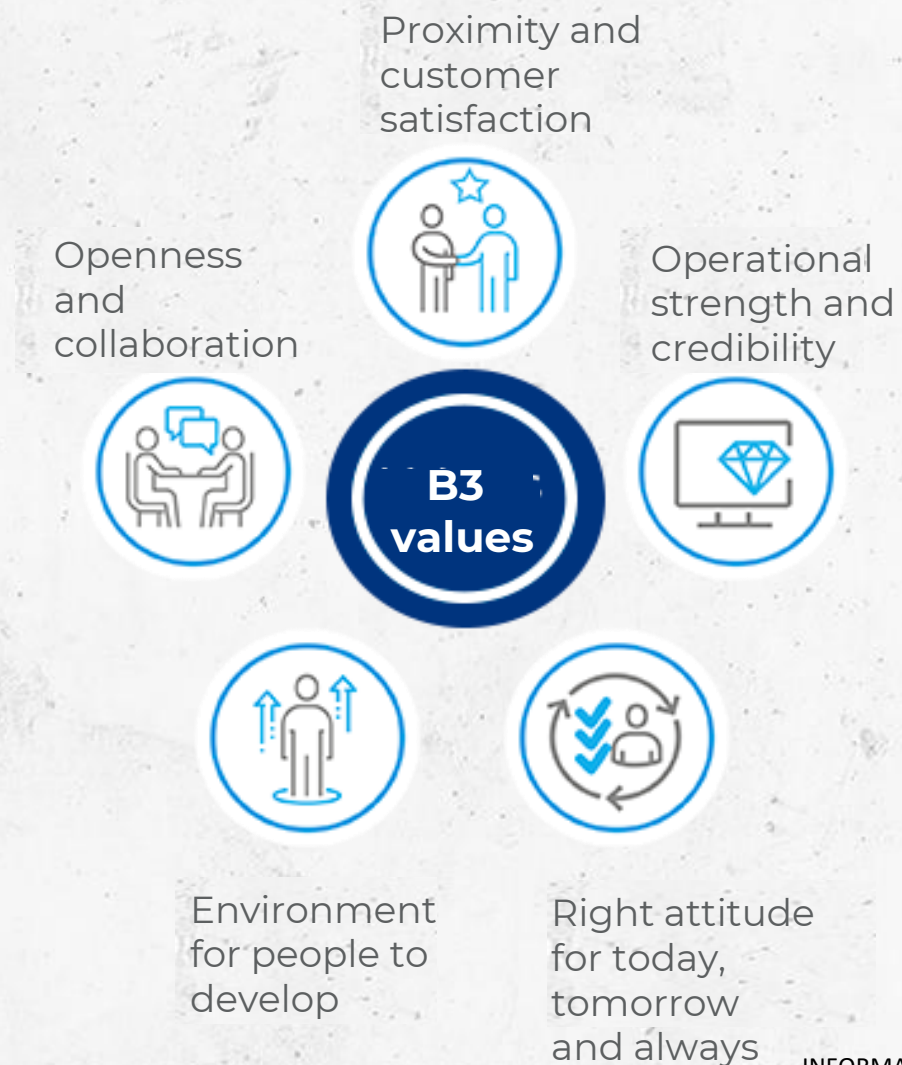 Proximity and
customer
satisfaction
Openness
and
collaboration
Operational
strength and
credibility
B3
values
Environment
for people to
develop
Right attitude
for today,
tomorrow
and always